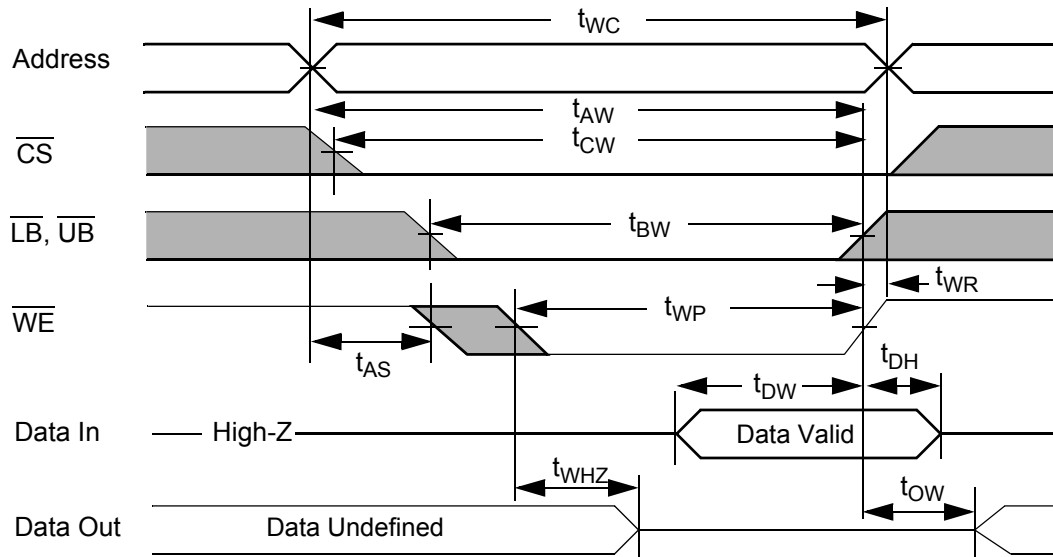 tWC
Address
tAW
tCW
CS
tBW
LB, UB
tWR
tWP
WE
tAS
tDH
tDW
Data In
High-Z
Data Valid
tWHZ
tOW
Data Out
Data Undefined